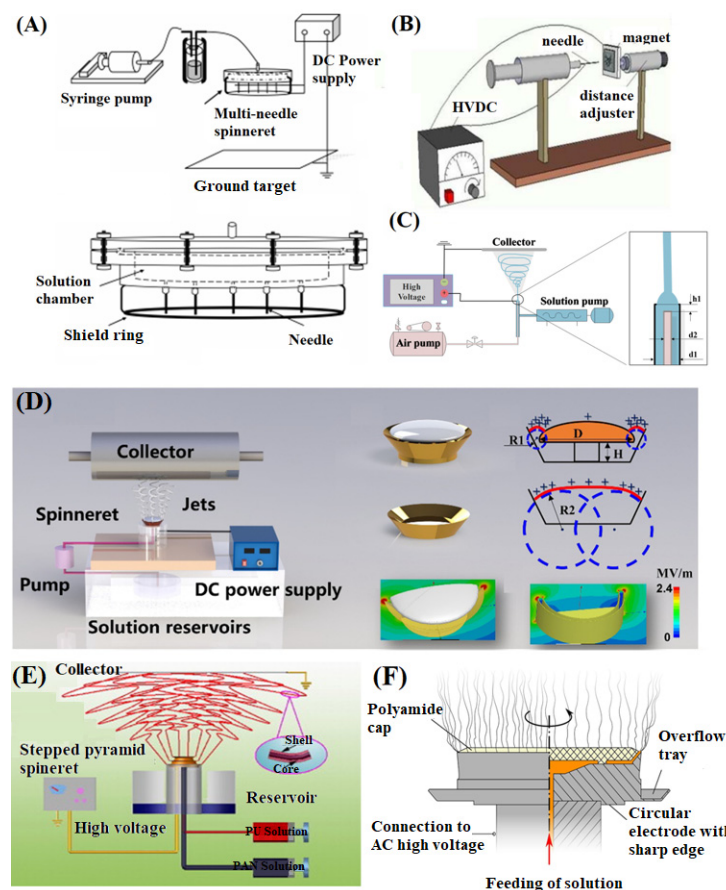 (A)
Syringe pump
DC Power
supply
Multi-needle
spinneret
Ground target
Solution
chamber
Shield ring
Needle
(B)
needle
magnet
distance
adjuster
HVDC
(C)
Collector
High
Voltage
Solution pump
Air pump
h1
d2
d1
(D)
Collector
Jets
Spinneret
Pump
DC power supply
Solution reservoirs
R1
D
H
R2
MV/m
2.4
0
(E)
Collector
Shell
Core
Stepped pyramid
spineret
Reservoir
High voltage
PU Solution
PAN Solution
(F)
Polyamide
cap
Overflow
tray
Connection to
AC high voltage
Circular
electrode with
sharp edge
Feeding of solution